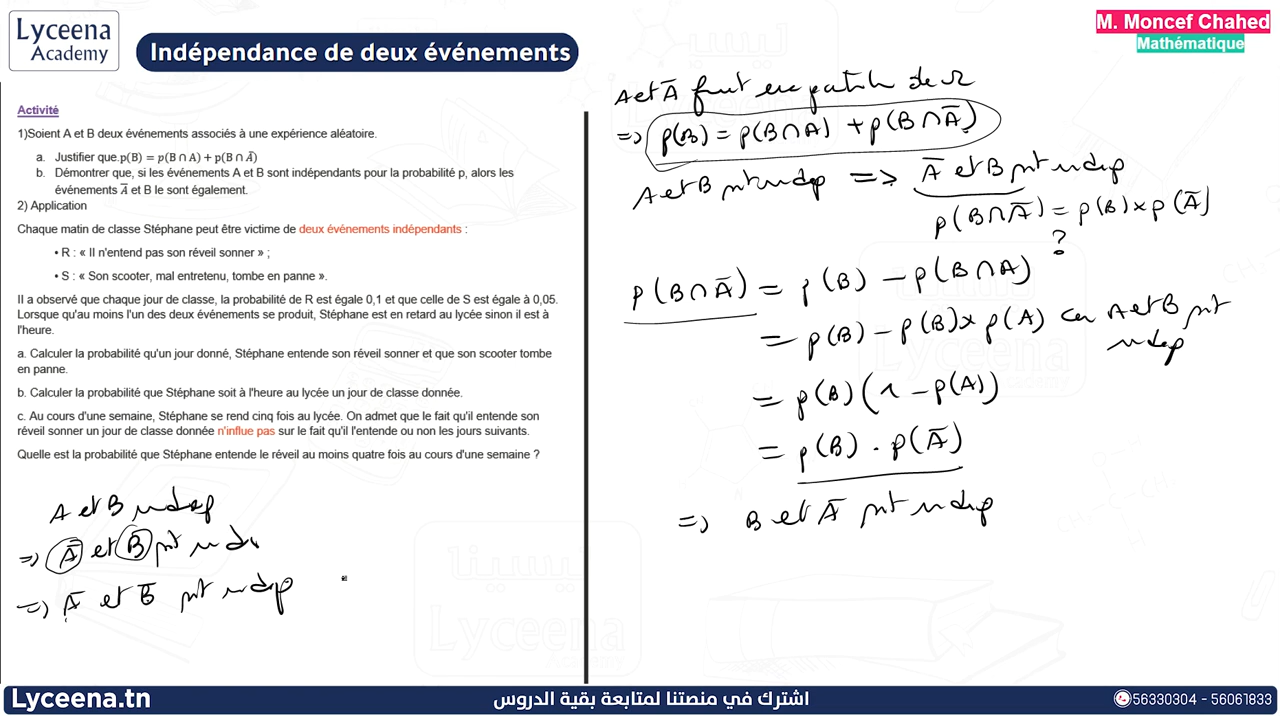 Lyceena
Academy
Indépendance de deux événements
M. Moncef Chahed
Mathématique
Activité
1)Soient A et B deux événements associés à une expérience aléatoire.
a. Justifier que p(B) = p(B ∩ A) + p(B ∩ A̅)
b. Démontrer que, si les événements A et B sont indépendants pour la probabilité p, alors les
événements A̅ et B le sont également.
2) Application
Chaque matin de classe Stéphane peut être victime de deux événements indépendants :
• R : « Il n'entend pas son réveil sonner » ;
• S : « Son scooter, mal entretenu, tombe en panne ».
Il a observé que chaque jour de classe, la probabilité de R est égale 0,1 et que celle de S est égale à 0,05.
Lorsqu'au moins l'un des deux événements se produit, Stéphane est en retard au lycée sinon il est à
l'heure.
a. Calculer la probabilité qu'un jour donné, Stéphane entende son réveil sonner et que son scooter tombe
en panne.
b. Calculer la probabilité que Stéphane soit à l'heure au lycée un jour de classe donnée.
c. Au cours d'une semaine, Stéphane se rend cinq fois au lycée. On admet que le fait qu'il entende son
réveil sonner un jour de classe donnée n'influe pas sur le fait qu'il l'entende ou non les jours suivants.
Quelle est la probabilité que Stéphane entende le réveil au moins quatre fois au cours d'une semaine ?
A et B indep
=> A̅ et B
=> A̅ et B̅ indep
A et A̅ de Ω
=> p(B) = p(B∩A) + p(B∩A̅)
A et B indep => A̅ et B indep
p(B∩A̅) = p(B) × p(A̅)
?
p(B∩A̅) = p(B) - p(B∩A)
= p(B) - p(B) × p(A) car A et B
indep
= p(B) (1 - p(A))
= p(B) . p(A̅)
=> B et A̅ indep
Lyceena.tn
اشترك في منصتنا لمتابعة بقية الدروس
56330304 - 56061833